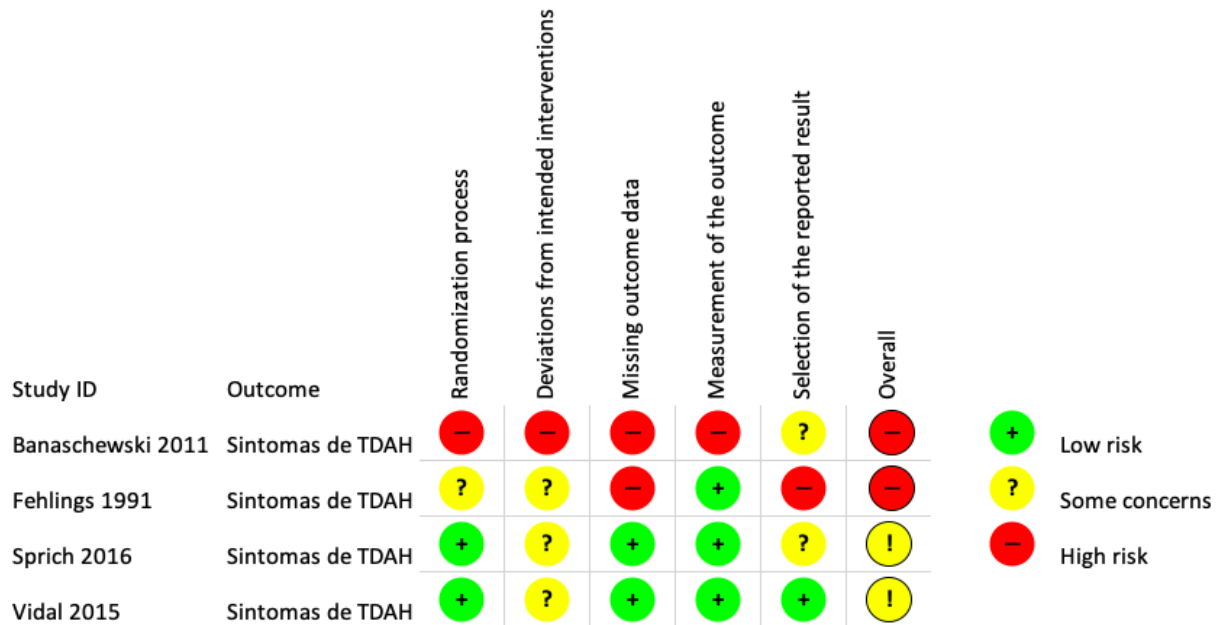 Randomization process
Deviations from intended interventions
Missing outcome data
Measurement of the outcome
Selection of the reported result
Overall
Study ID Outcome
Banaschewski 2011 Sintomas de TDAH − − − − ? − + Low risk
Fehlings 1991 Sintomas de TDAH ? ? − + − − ? Some concerns
Sprich 2016 Sintomas de TDAH + ? + + ? ! − High risk
Vidal 2015 Sintomas de TDAH + ? + + + !